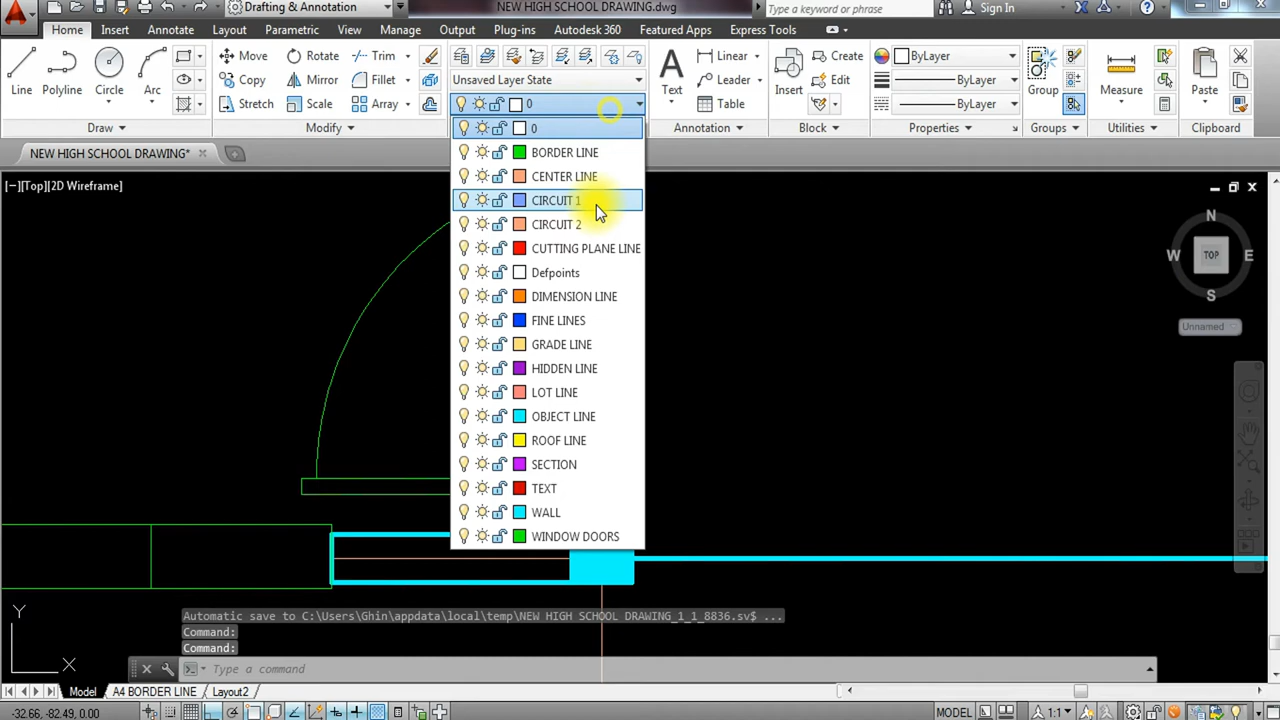 Drafting & Annotation
NEW HIGH SCHOOL DRAWING.dwg
Type a keyword or phrase
Sign In
Home Insert Annotate Layout Parametric View Manage Output Plug-ins Autodesk 360 Featured Apps Express Tools
Line Polyline Circle Arc
Move Rotate Trim
Copy Mirror Fillet
Stretch Scale Array
Unsaved Layer State
0
Text
Linear
Leader
Table
Insert
Create
Edit
ByLayer
ByLayer
ByLayer
Group
Measure
Paste
Draw Modify Annotation Block Properties Groups Utilities Clipboard
NEW HIGH SCHOOL DRAWING*
[−][Top][2D Wireframe]
0
BORDER LINE
CENTER LINE
CIRCUIT 1
CIRCUIT 2
CUTTING PLANE LINE
Defpoints
DIMENSION LINE
FINE LINES
GRADE LINE
HIDDEN LINE
LOT LINE
OBJECT LINE
ROOF LINE
SECTION
TEXT
WALL
WINDOW DOORS
N
W TOP E
S
Unnamed
Y
X
Automatic save to C:\Users\Ghin\appdata\local\temp\NEW HIGH SCHOOL DRAWING_1_1_8836.sv$ ...
Command:
Command:
Type a command
Model A4 BORDER LINE Layout2
-32.66, -82.49, 0.00
MODEL
1:1